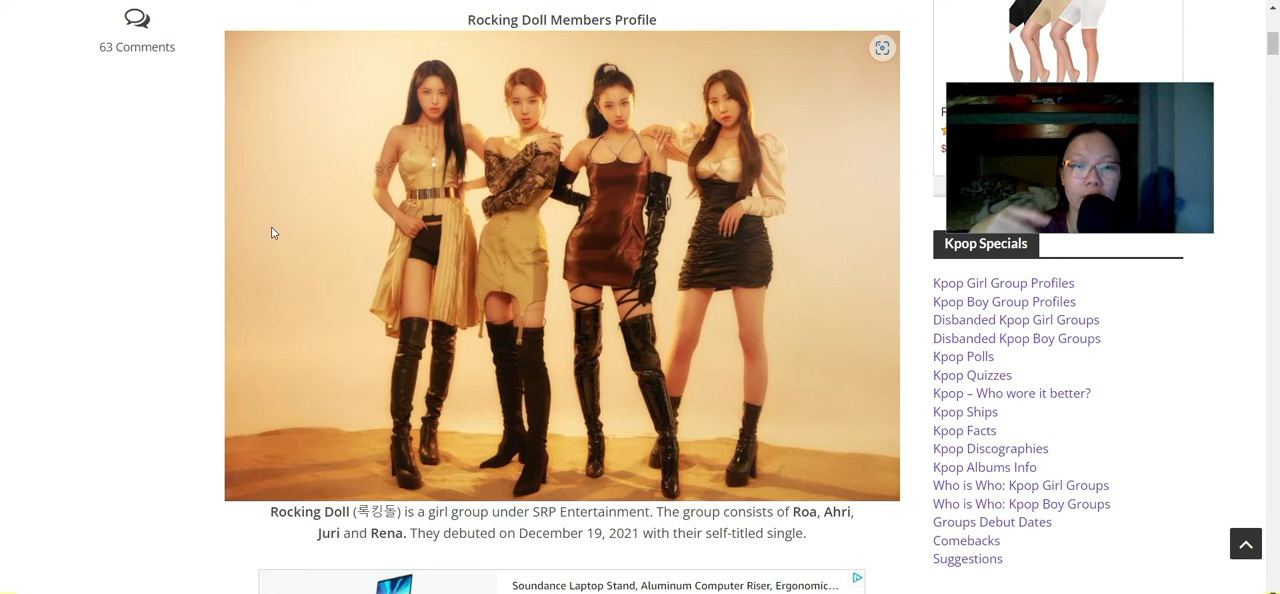 Rocking Doll Members Profile
63 Comments
Kpop Specials
Kpop Girl Group Profiles
Kpop Boy Group Profiles
Disbanded Kpop Girl Groups
Disbanded Kpop Boy Groups
Kpop Polls
Kpop Quizzes
Kpop – Who wore it better?
Kpop Ships
Kpop Facts
Kpop Discographies
Kpop Albums Info
Who is Who: Kpop Girl Groups
Who is Who: Kpop Boy Groups
Groups Debut Dates
Comebacks
Suggestions
Rocking Doll (록킹돌) is a girl group under SRP Entertainment. The group consists of Roa, Ahri,
Juri and Rena. They debuted on December 19, 2021 with their self-titled single.
Soundance Laptop Stand, Aluminum Computer Riser, Ergonomic...